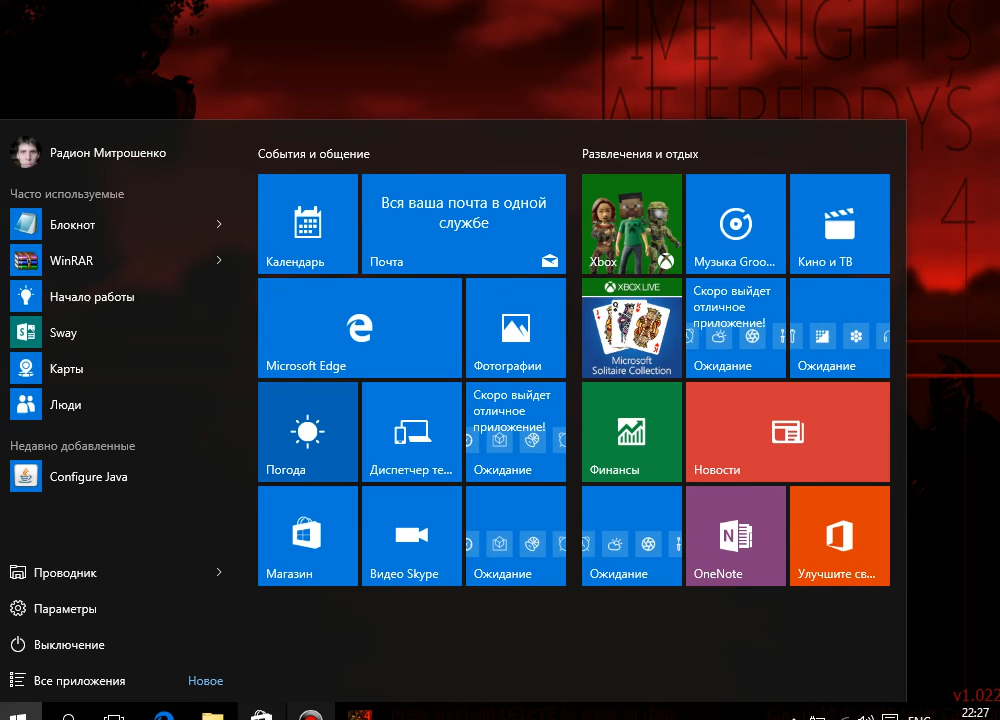 FIVE NIGHTS
AT FREDDY'S
4
Радион Митрошенко
Часто используемые
Блокнот
WinRAR
Начало работы
Sway
Карты
Люди
Недавно добавленные
Configure Java
Проводник
Параметры
Выключение
Все приложения
Новое
События и общение
Календарь
Вся ваша почта в одной
службе
Почта
Microsoft Edge
Фотографии
Погода
Диспетчер те...
Скоро выйдет
отличное
приложение!
Ожидание
Магазин
Видео Skype
Ожидание
Развлечения и отдых
Xbox
Музыка Groo...
Кино и ТВ
XBOX LIVE
Microsoft
Solitaire Collection
Скоро выйдет
отличное
приложение!
Ожидание
Ожидание
Финансы
Новости
Ожидание
OneNote
Улучшите св...
v1.022
22:27